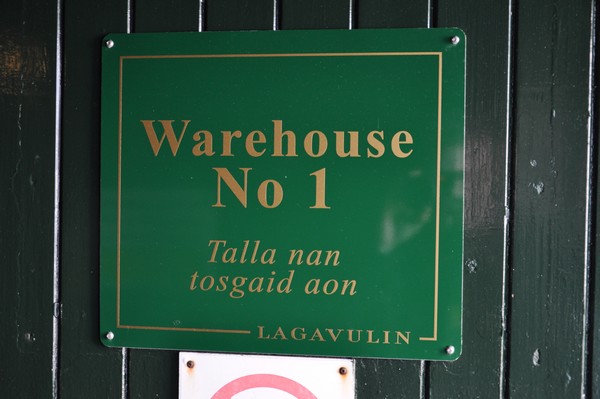 Warehouse
No 1
Talla nan
tosgaid aon
LAGAVULIN